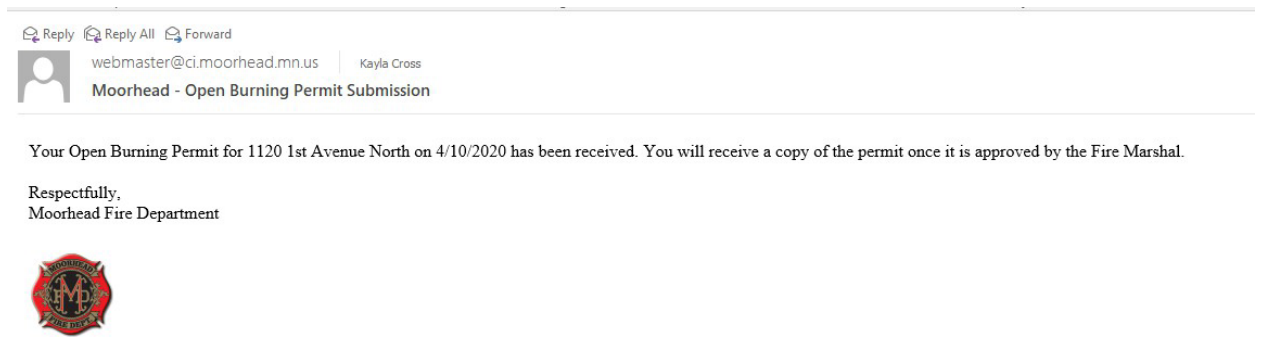 Reply Reply All Forward
webmaster@ci.moorhead.mn.us Kayla Cross
Moorhead - Open Burning Permit Submission
Your Open Burning Permit for 1120 1st Avenue North on 4/10/2020 has been received. You will receive a copy of the permit once it is approved by the Fire Marshal.
Respectfully,
Moorhead Fire Department
MOORHEAD
M
F D
FIRE DEPT